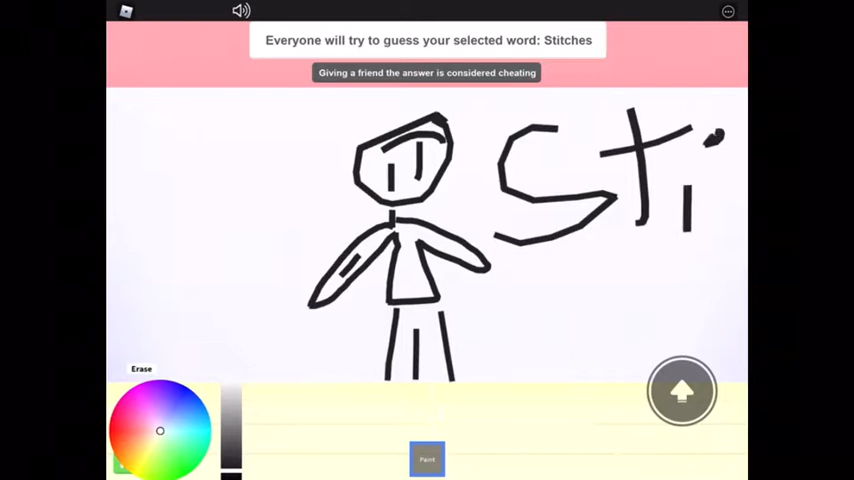 Everyone will try to guess your selected word: Stitches
Giving a friend the answer is considered cheating
Sti
Erase
Paint